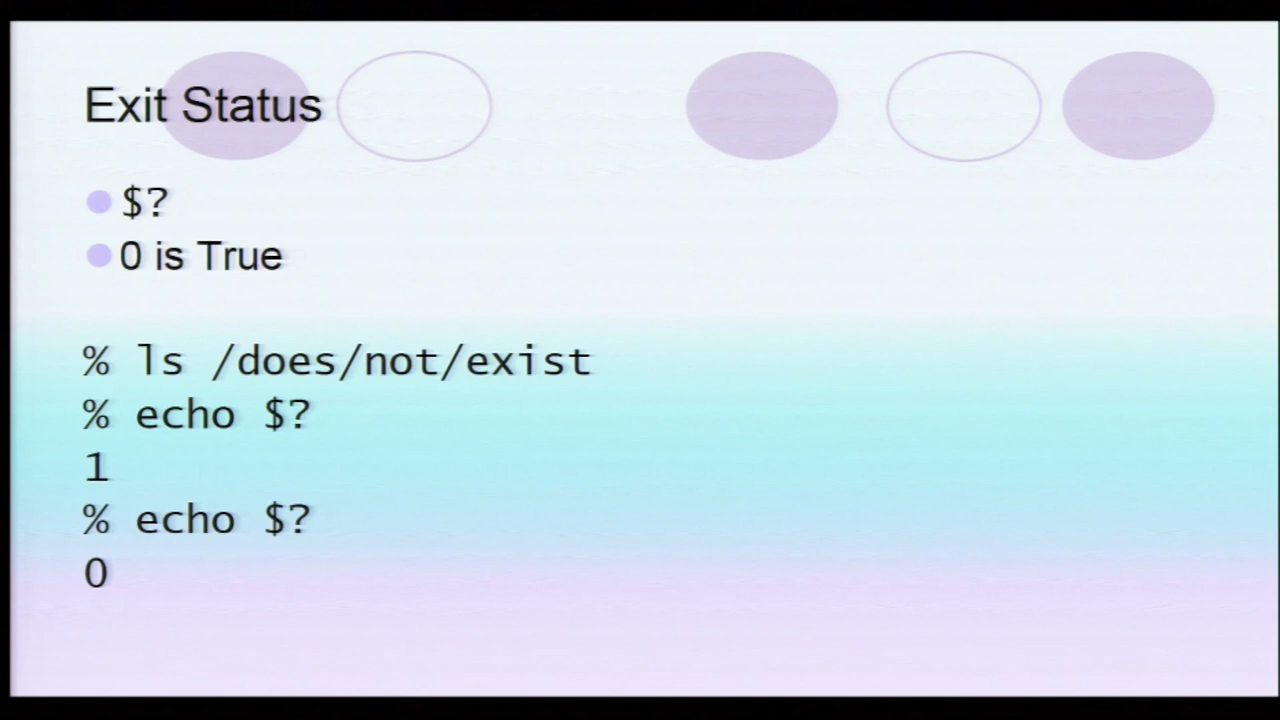 Exit Status
$?
0 is True
% ls /does/not/exist
% echo $?
1
% echo $?
0